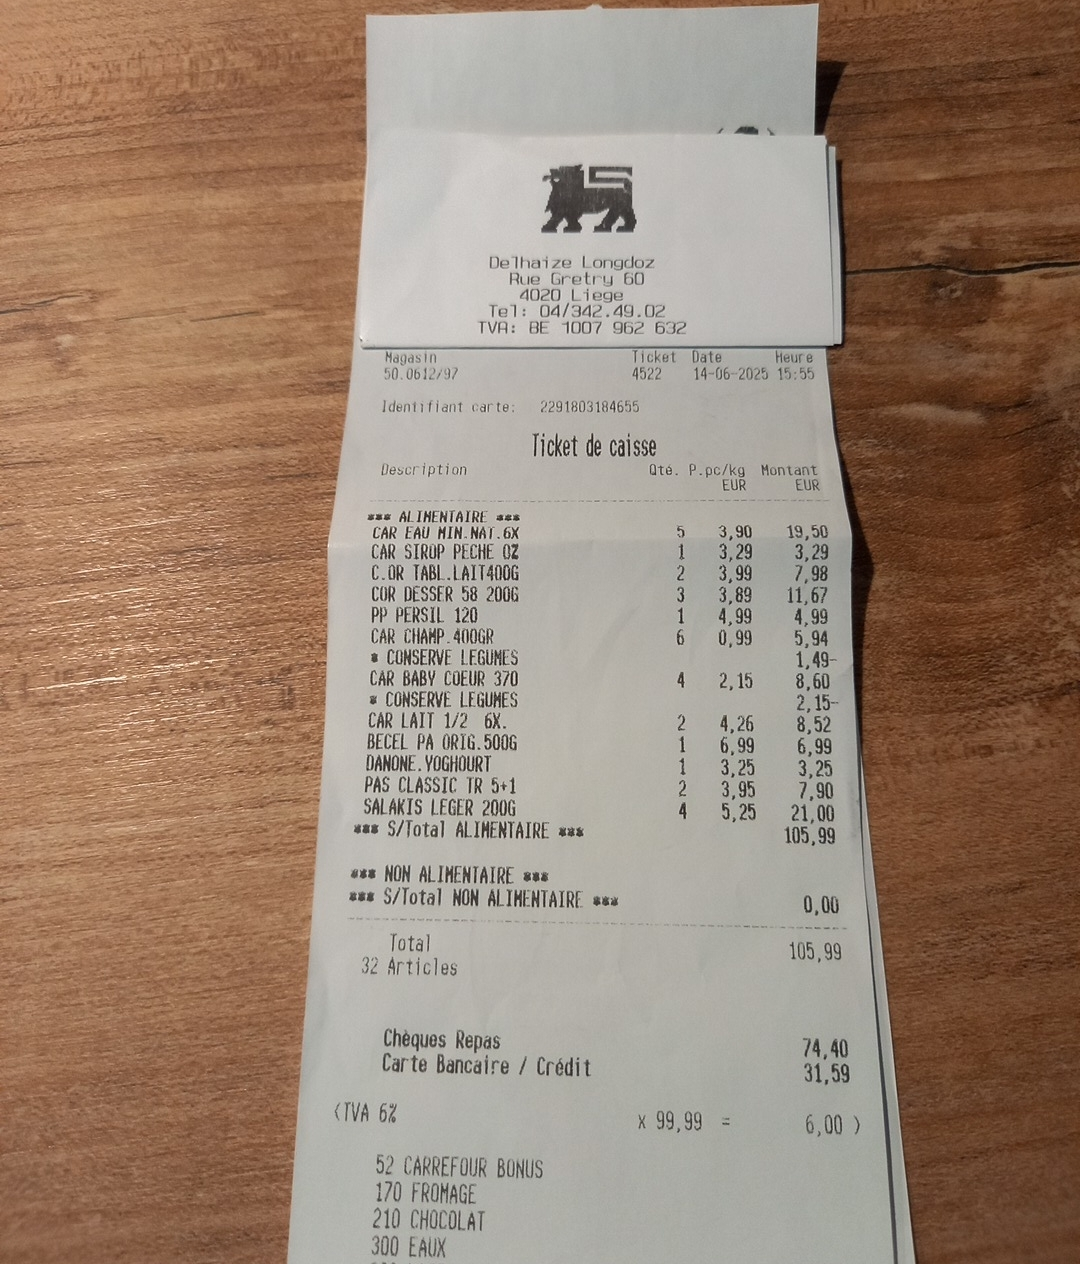 Delhaize Longdoz
Rue Gretry 60
4020 Liege
Tel: 04/342.49.02
TVA: BE 1007 962 632
Magasin Ticket Date Heure
50.0612/97 4522 14-06-2025 15:55
Identifiant carte: 2291803184655
Ticket de caisse
Description Qté. P.pc/kg Montant
EUR EUR
*** ALIMENTAIRE ***
CAR EAU MIN.NAT.6X 5 3,90 19,50
CAR SIROP PECHE 0Z 1 3,29 3,29
C.OR TABL.LAIT400G 2 3,99 7,98
COR DESSER 58 200G 3 3,89 11,67
PP PERSIL 120 1 4,99 4,99
CAR CHAMP.400GR 6 0,99 5,94
* CONSERVE LEGUMES 1,49-
CAR BABY COEUR 370 4 2,15 8,60
* CONSERVE LEGUMES 2,15-
CAR LAIT 1/2 6X. 2 4,26 8,52
BECEL PA ORIG.500G 1 6,99 6,99
DANONE.YOGHOURT 1 3,25 3,25
PAS CLASSIC TR 5+1 2 3,95 7,90
SALAKIS LEGER 200G 4 5,25 21,00
*** S/Total ALIMENTAIRE *** 105,99
*** NON ALIMENTAIRE ***
*** S/Total NON ALIMENTAIRE *** 0,00
Total 105,99
32 Articles
Chèques Repas 74,40
Carte Bancaire / Crédit 31,59
(TVA 6% x 99,99 = 6,00 )
52 CARREFOUR BONUS
170 FROMAGE
210 CHOCOLAT
300 EAUX